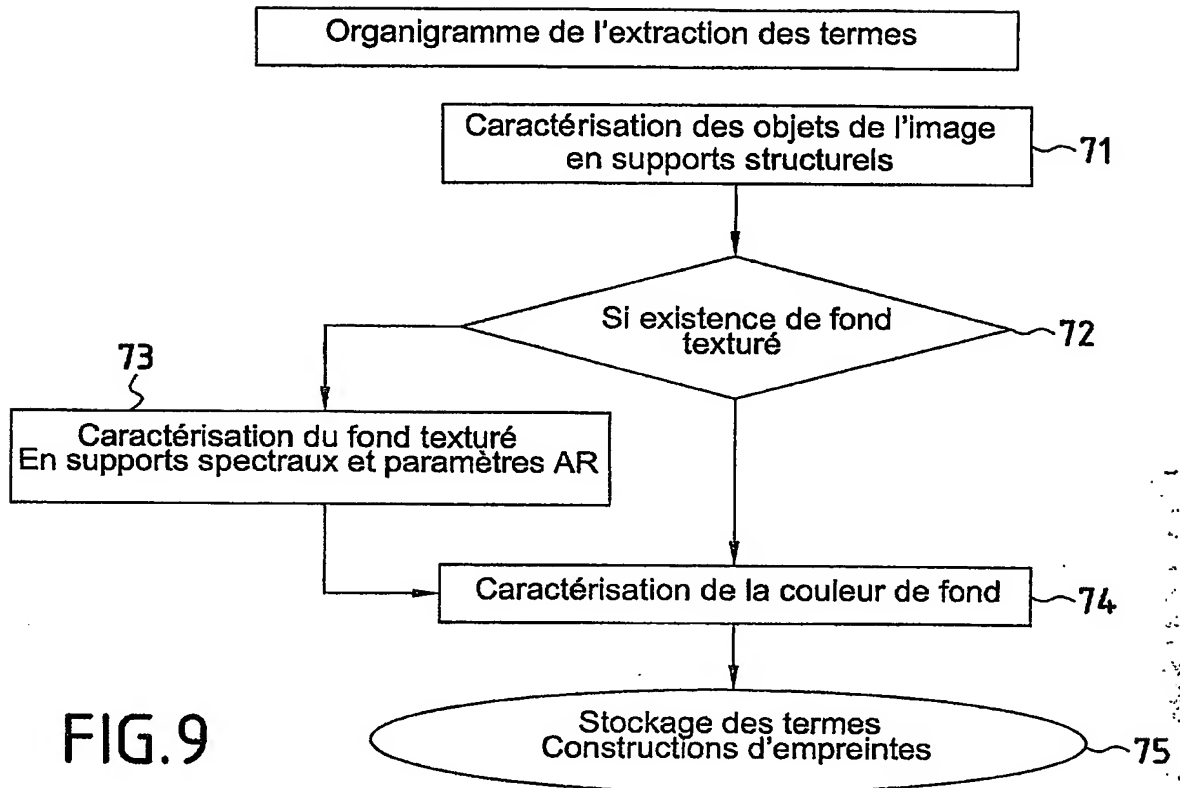 Organigramme de l'extraction des termes
Caractérisation des objets de l'image
en supports structurels
71
Si existence de fond
texturé
72
73
Caractérisation du fond texturé
En supports spectraux et paramètres AR
Caractérisation de la couleur de fond
74
Stockage des termes
Constructions d'empreintes
75
FIG.9